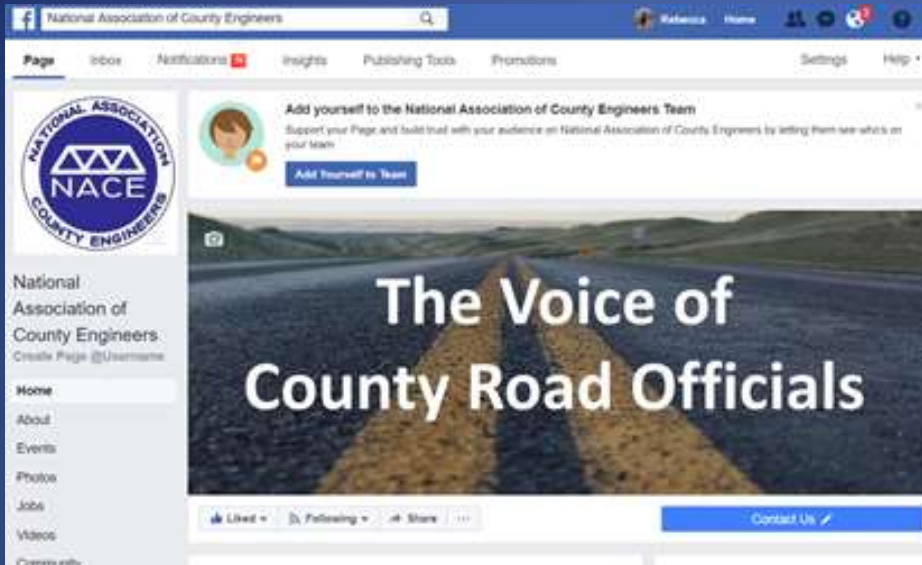 f National Association of County Engineers
Rebecca Home
Page Inbox Notifications Insights Publishing Tools Promotions Settings Help
NATIONAL ASSOCIATION
NACE
COUNTY ENGINEERS
Add yourself to the National Association of County Engineers Team
Support your Page and build trust with your audience on National Association of County Engineers by letting them see who's on
your team
Add Yourself to Team
The Voice of
County Road Officials
National
Association of
County Engineers
Create Page @Username
Home
About
Events
Photos
Jobs
Videos
Community
Liked Following Share ...
Contact Us